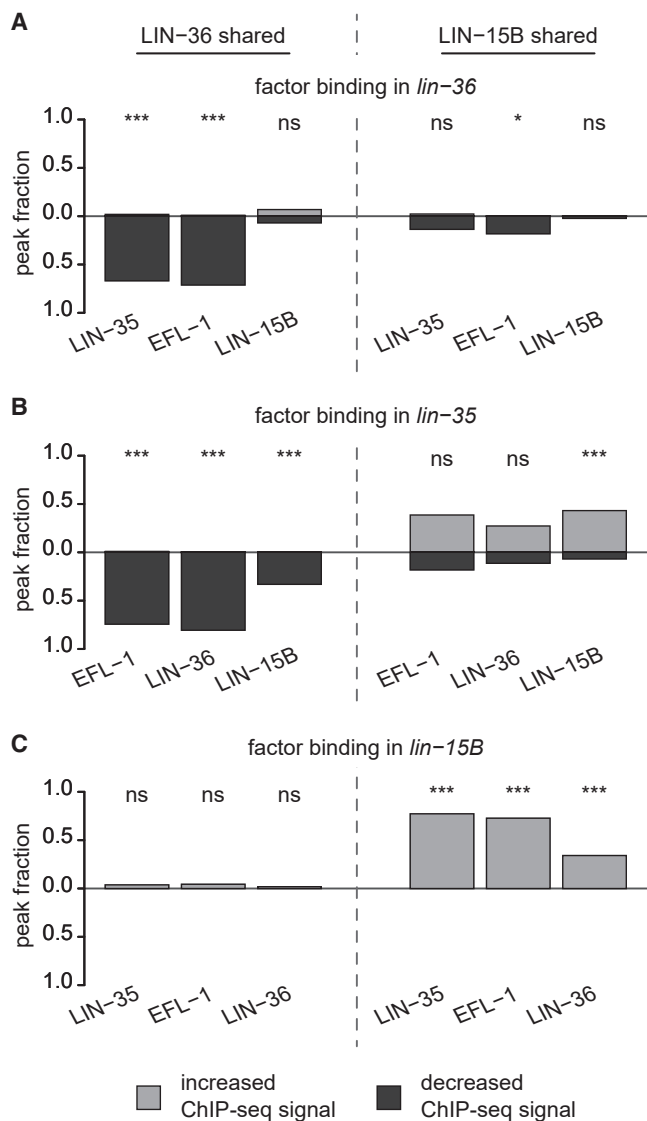 A
LIN−36 shared
LIN−15B shared
factor binding in lin−36
*** *** ns ns * ns
peak fraction
1.0
0.5
0.0
0.5
1.0
LIN−35 EFL−1 LIN−15B LIN−35 EFL−1 LIN−15B
B
factor binding in lin−35
*** *** *** ns ns ***
peak fraction
1.0
0.5
0.0
0.5
1.0
EFL−1 LIN−36 LIN−15B EFL−1 LIN−36 LIN−15B
C
factor binding in lin−15B
ns ns ns *** *** ***
peak fraction
1.0
0.5
0.0
0.5
1.0
LIN−35 EFL−1 LIN−36 LIN−35 EFL−1 LIN−36
increased
ChIP-seq signal
decreased
ChIP-seq signal